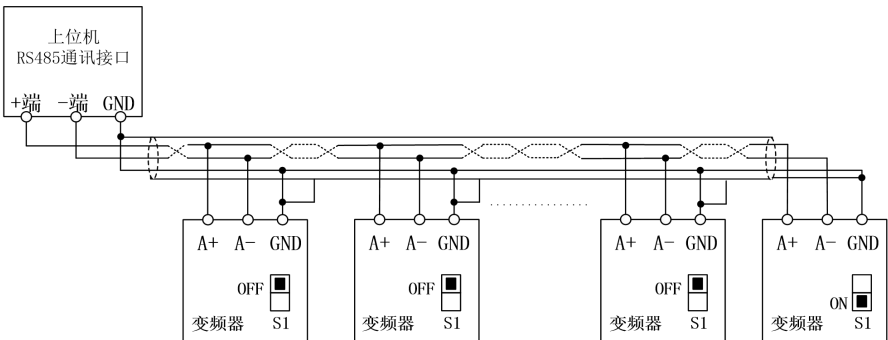 上位机
RS485通讯接口
+端 -端 GND
A+ A- GND
OFF
变频器 S1
A+ A- GND
OFF
变频器 S1
A+ A- GND
OFF
变频器 S1
A+ A- GND
ON
变频器 S1